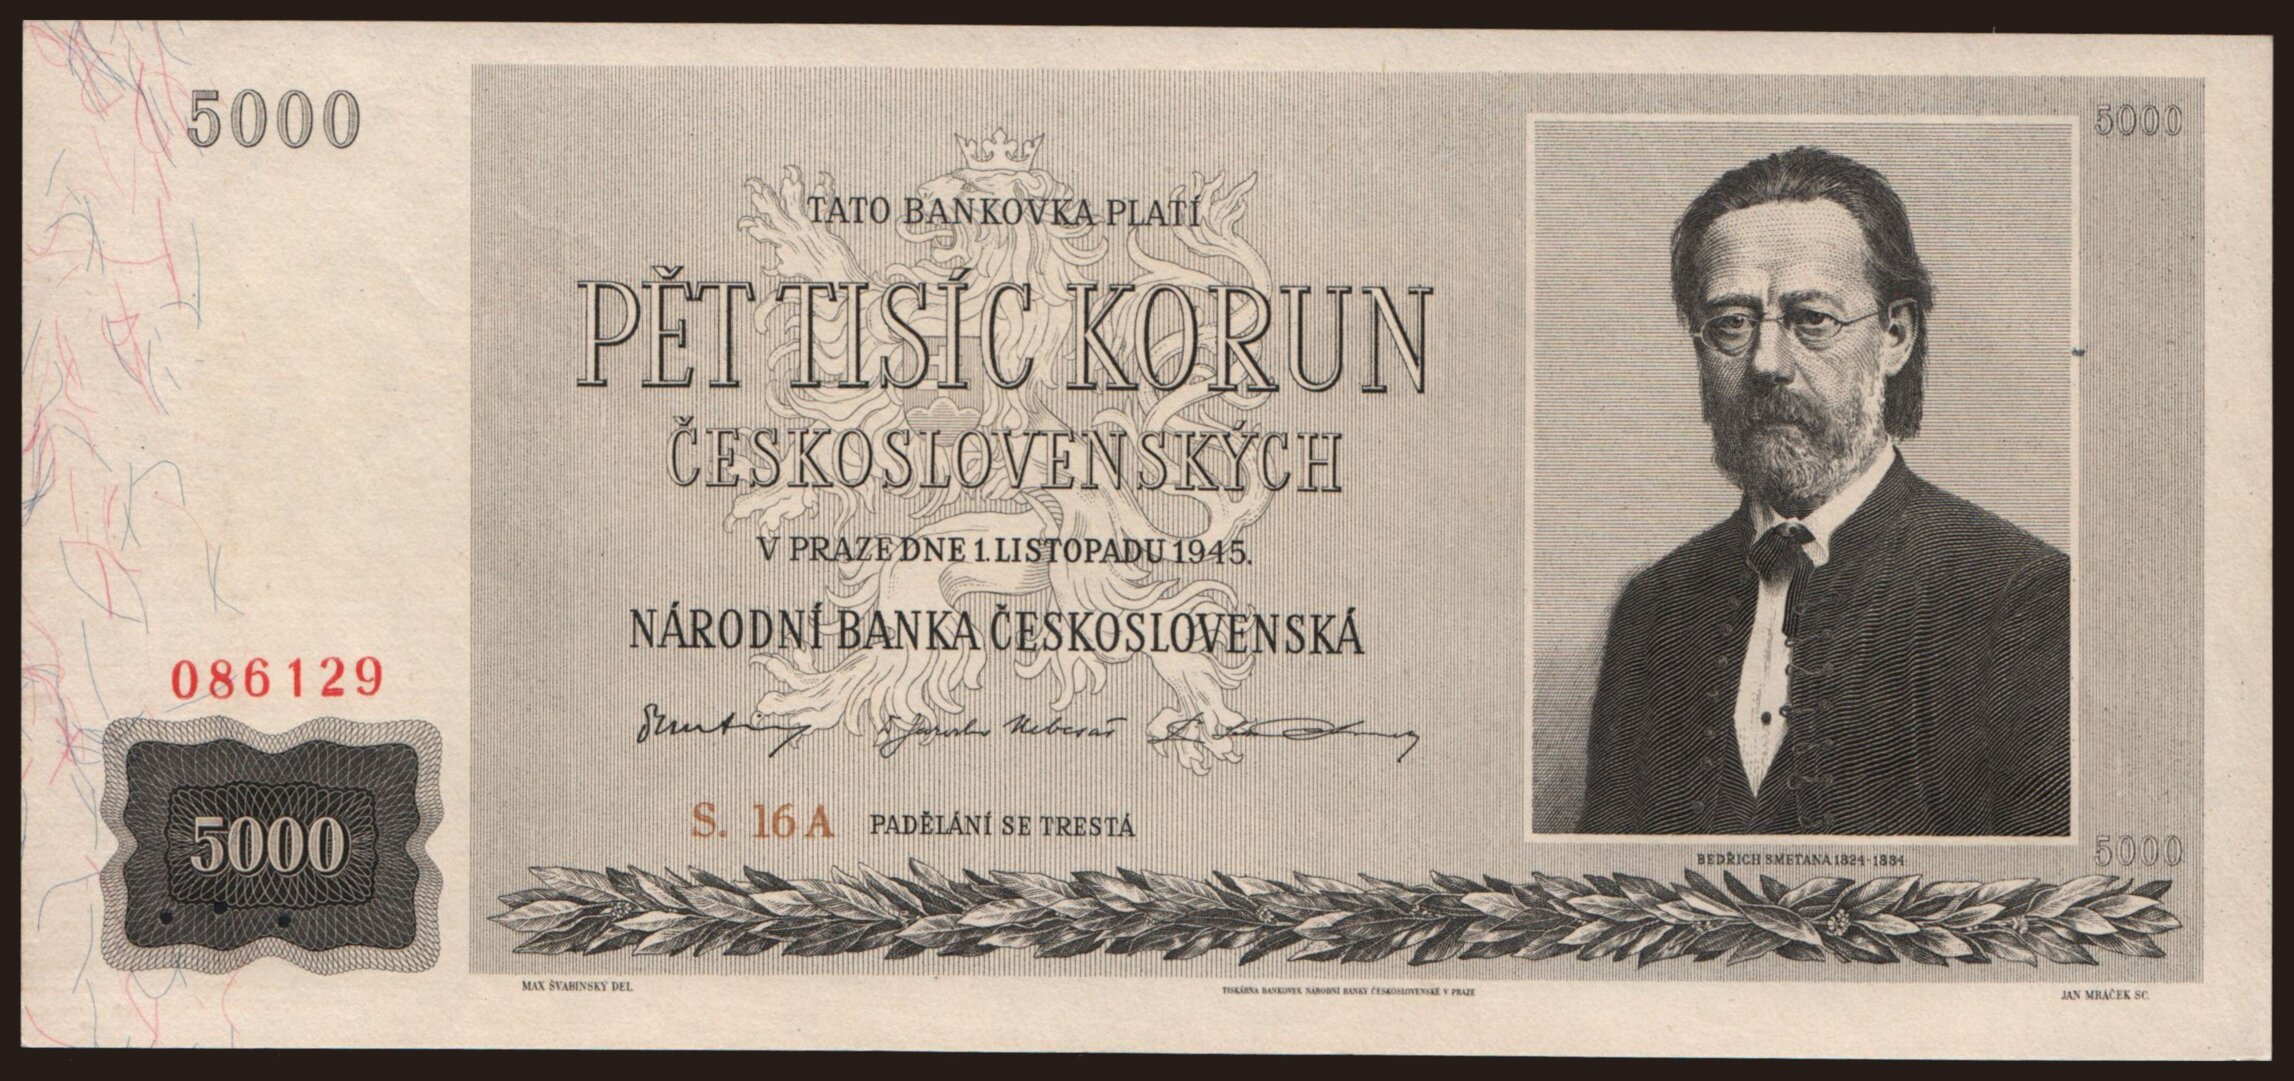 5000
5000
TATO BANKOVKA PLATÍ
PĚT TISÍC KORUN
ČESKOSLOVENSKÝCH
V PRAZE DNE 1. LISTOPADU 1945.
NÁRODNÍ BANKA ČESKOSLOVENSKÁ
086129
Jaroslav Nebesář
5000
S. 16 A PADĚLÁNÍ SE TRESTÁ
BEDŘICH SMETANA 1824-1884
5000
MAX ŠVABINSKÝ DEL.
TISKÁRNA BANKOVEK NÁRODNÍ BANKY ČESKOSLOVENSKÉ V PRAZE
JAN MRÁČEK SC.